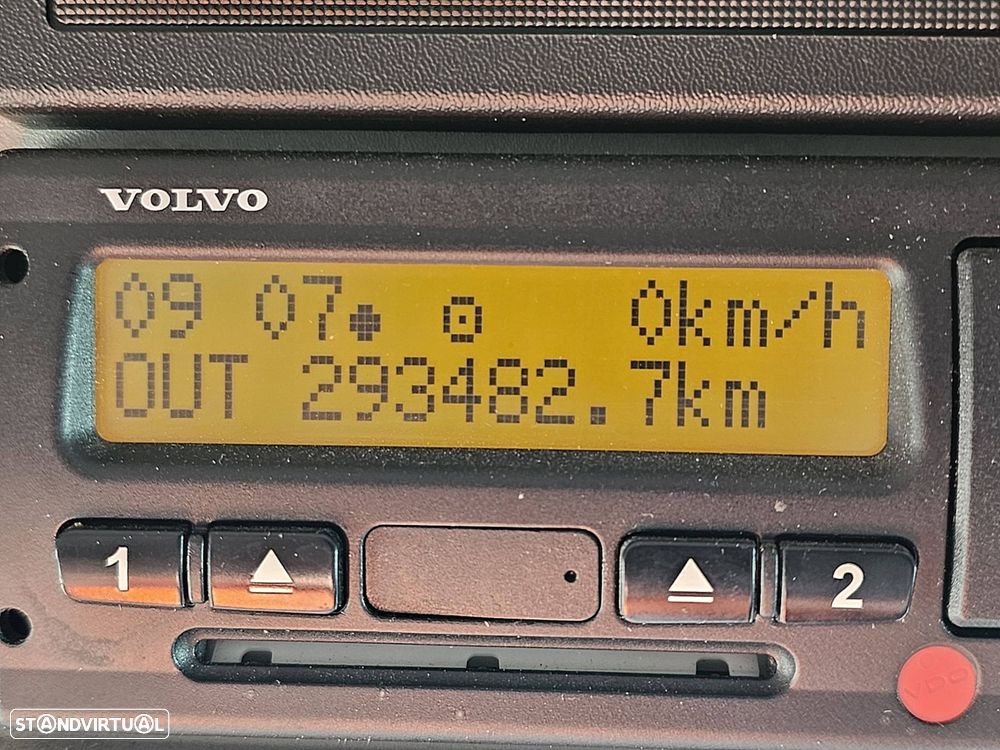 VOLVO
09 07● ⊡ 0km/h
OUT 293482.7km
1 2
VDO
STANDVIRTUAL